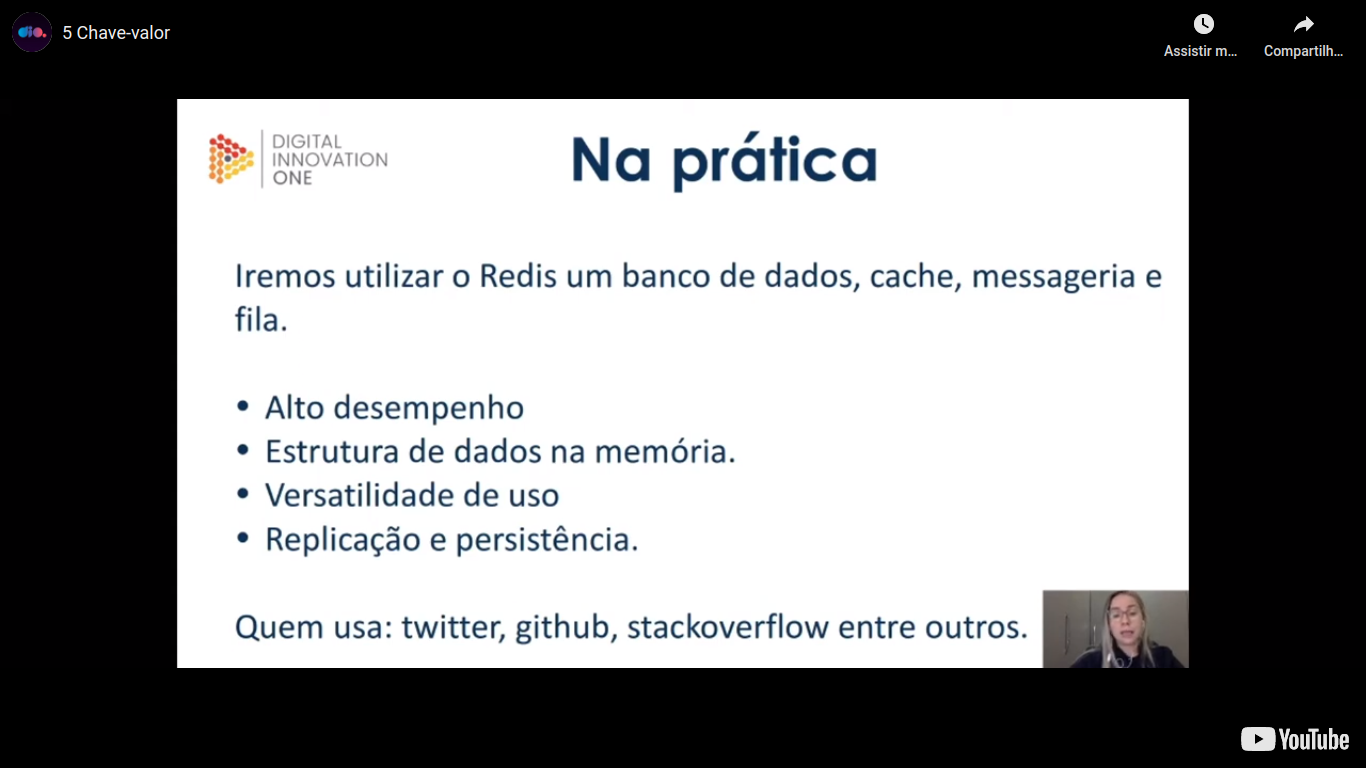 5 Chave-valor
Assistir m...
Compartilh...
DIGITAL
INNOVATION
ONE
Na prática
Iremos utilizar o Redis um banco de dados, cache, messageria e
fila.
• Alto desempenho
• Estrutura de dados na memória.
• Versatilidade de uso
• Replicação e persistência.
Quem usa: twitter, github, stackoverflow entre outros.
YouTube